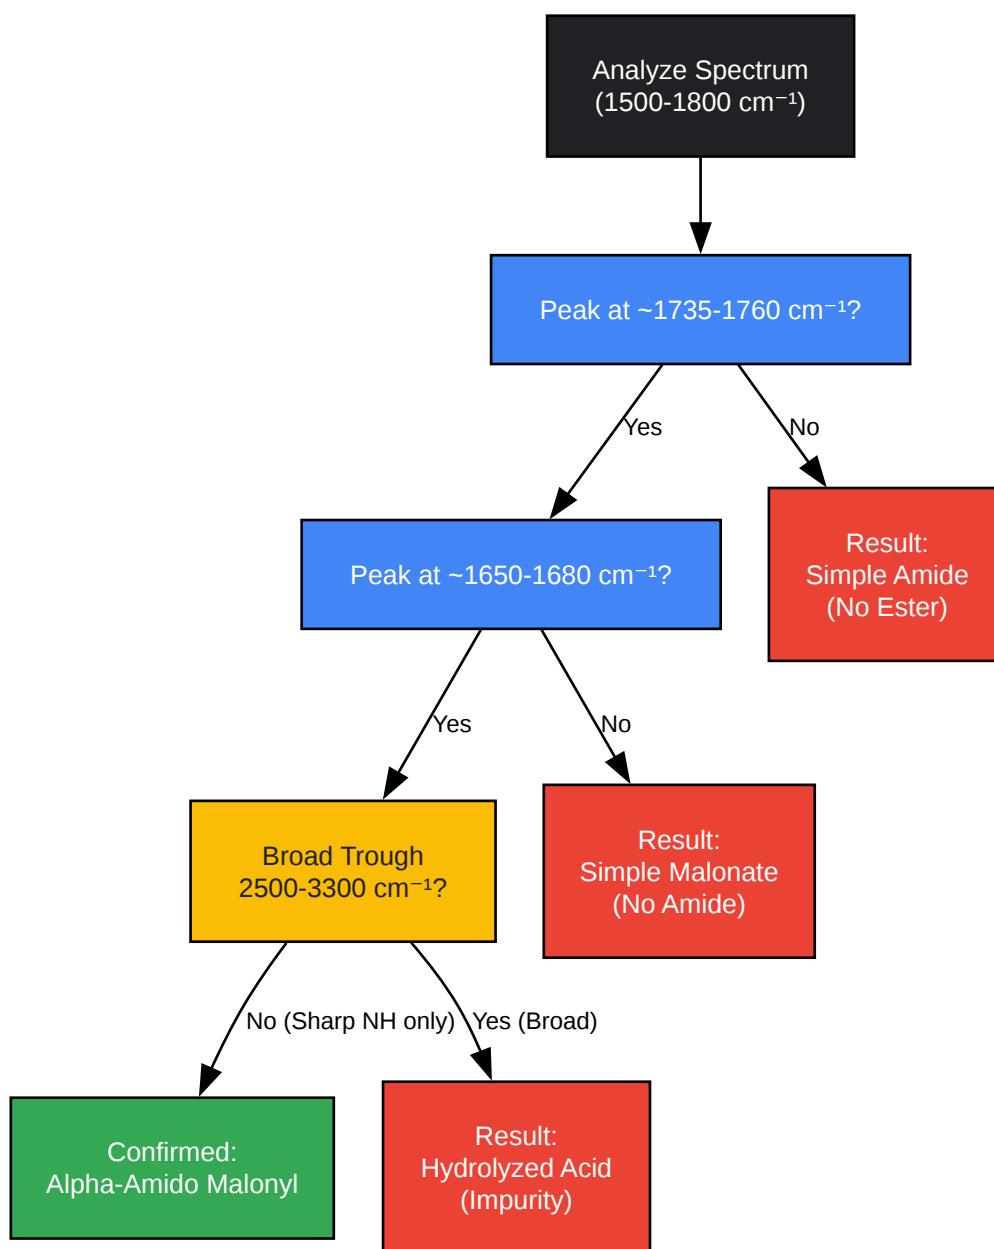 Analyze Spectrum
(1500-1800 cm⁻¹)
Peak at ~1735-1760 cm⁻¹?
Yes
No
Peak at ~1650-1680 cm⁻¹?
Result:
Simple Amide
(No Ester)
Yes
No
Broad Trough
2500-3300 cm⁻¹?
Result:
Simple Malonate
(No Amide)
No (Sharp NH only)
Yes (Broad)
Confirmed:
Alpha-Amido Malonyl
Result:
Hydrolyzed Acid
(Impurity)